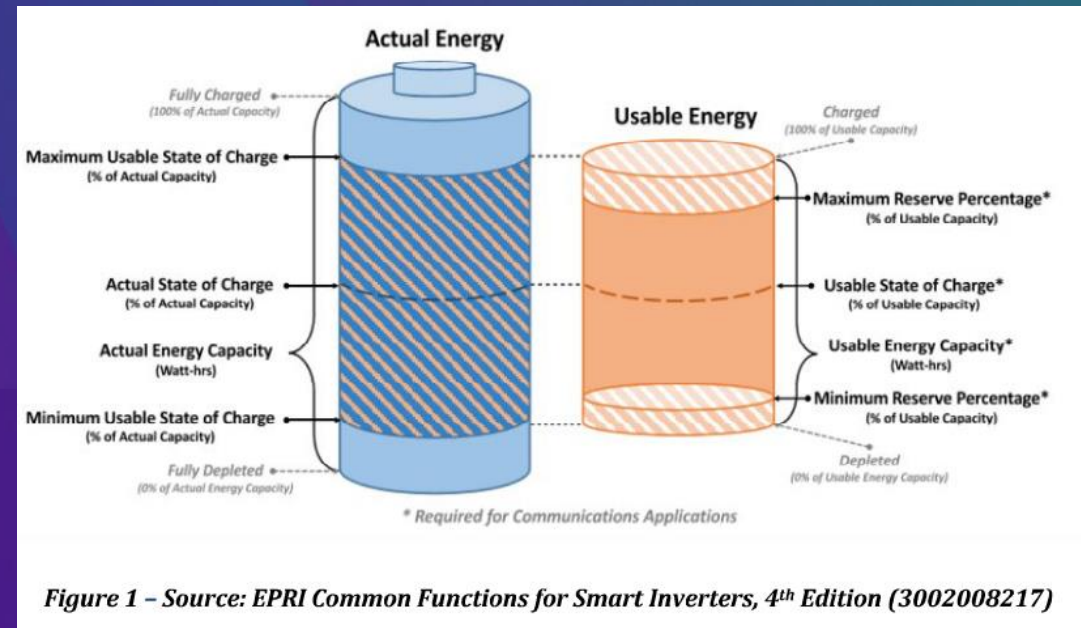 Actual Energy
Fully Charged
(100% of Actual Capacity)
Maximum Usable State of Charge
(% of Actual Capacity)
Actual State of Charge
(% of Actual Capacity)
Actual Energy Capacity
(Watt-hrs)
Minimum Usable State of Charge
(% of Actual Capacity)
Fully Depleted
(0% of Actual Energy Capacity)
Usable Energy
Charged
(100% of Usable Capacity)
Maximum Reserve Percentage*
(% of Usable Capacity)
Usable State of Charge*
(% of Usable Capacity)
Usable Energy Capacity*
(Watt-hrs)
Minimum Reserve Percentage*
(% of Usable Capacity)
Depleted
(0% of Usable Energy Capacity)
* Required for Communications Applications
Figure 1 – Source: EPRI Common Functions for Smart Inverters, 4th Edition (3002008217)